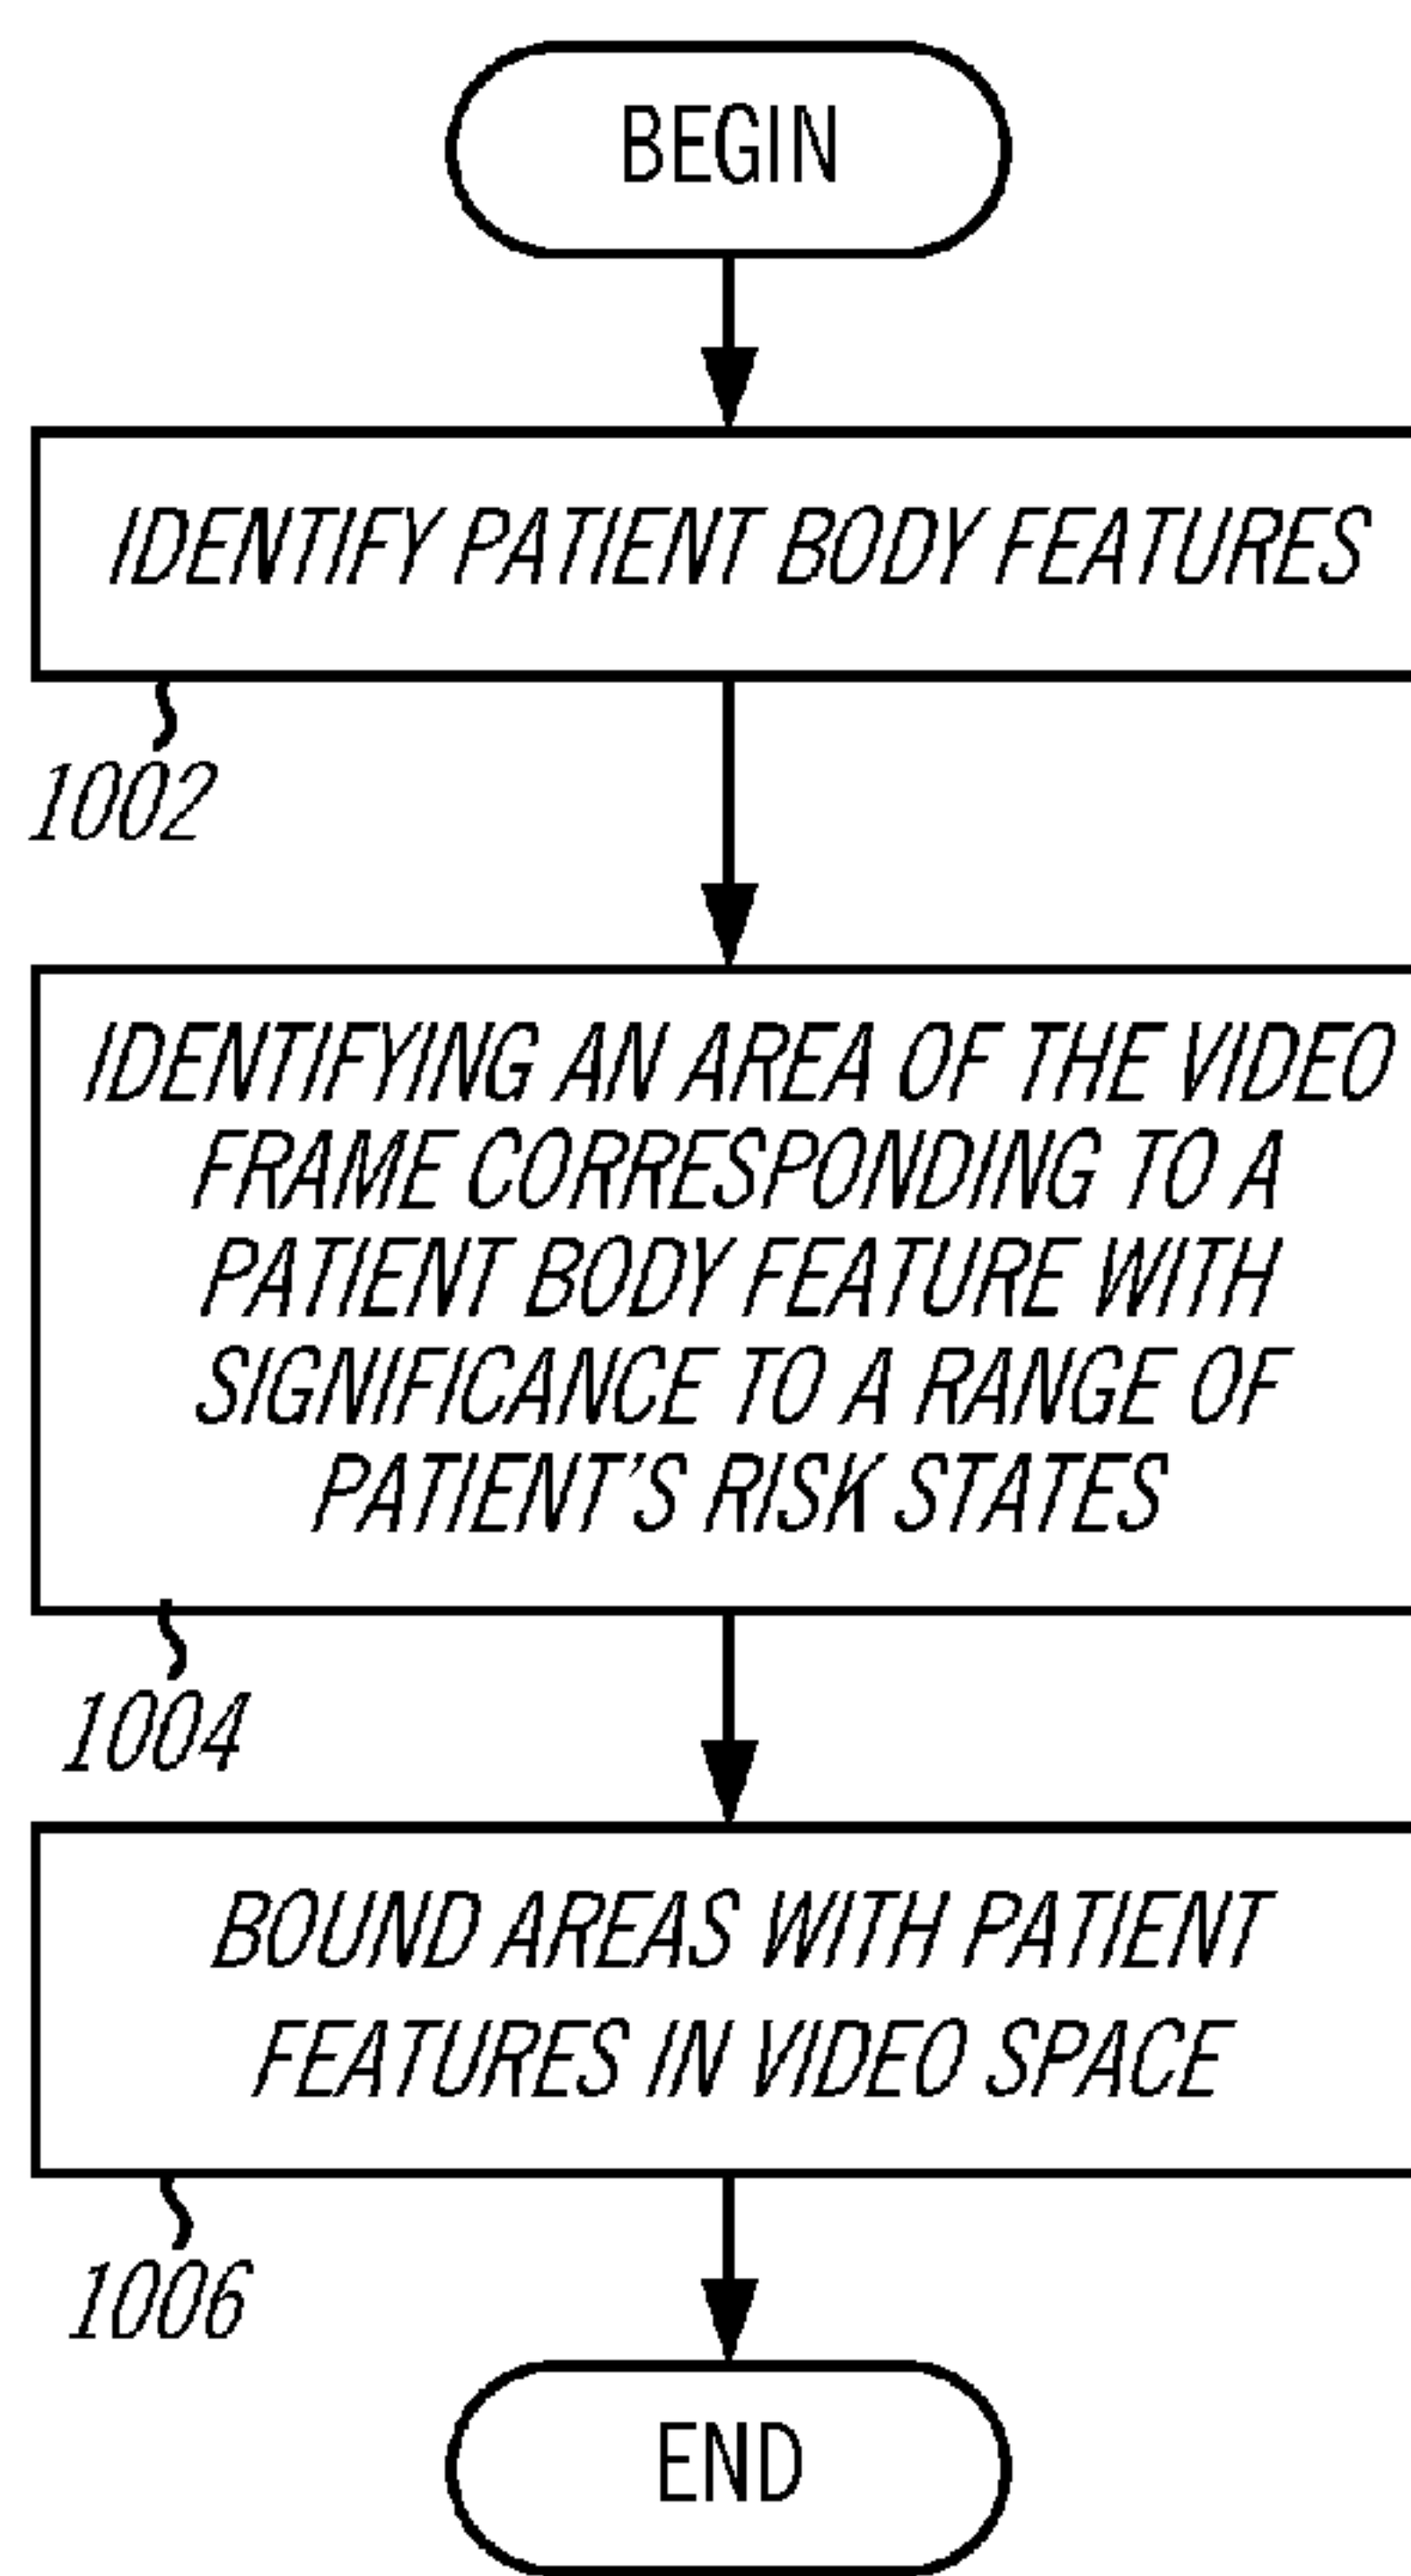 BEGIN
IDENTIFY PATIENT BODY FEATURES
1002
IDENTIFYING AN AREA OF THE VIDEO
FRAME CORRESPONDING TO A
PATIENT BODY FEATURE WITH
SIGNIFICANCE TO A RANGE OF
PATIENT'S RISK STATES
1004
BOUND AREAS WITH PATIENT
FEATURES IN VIDEO SPACE
1006
END